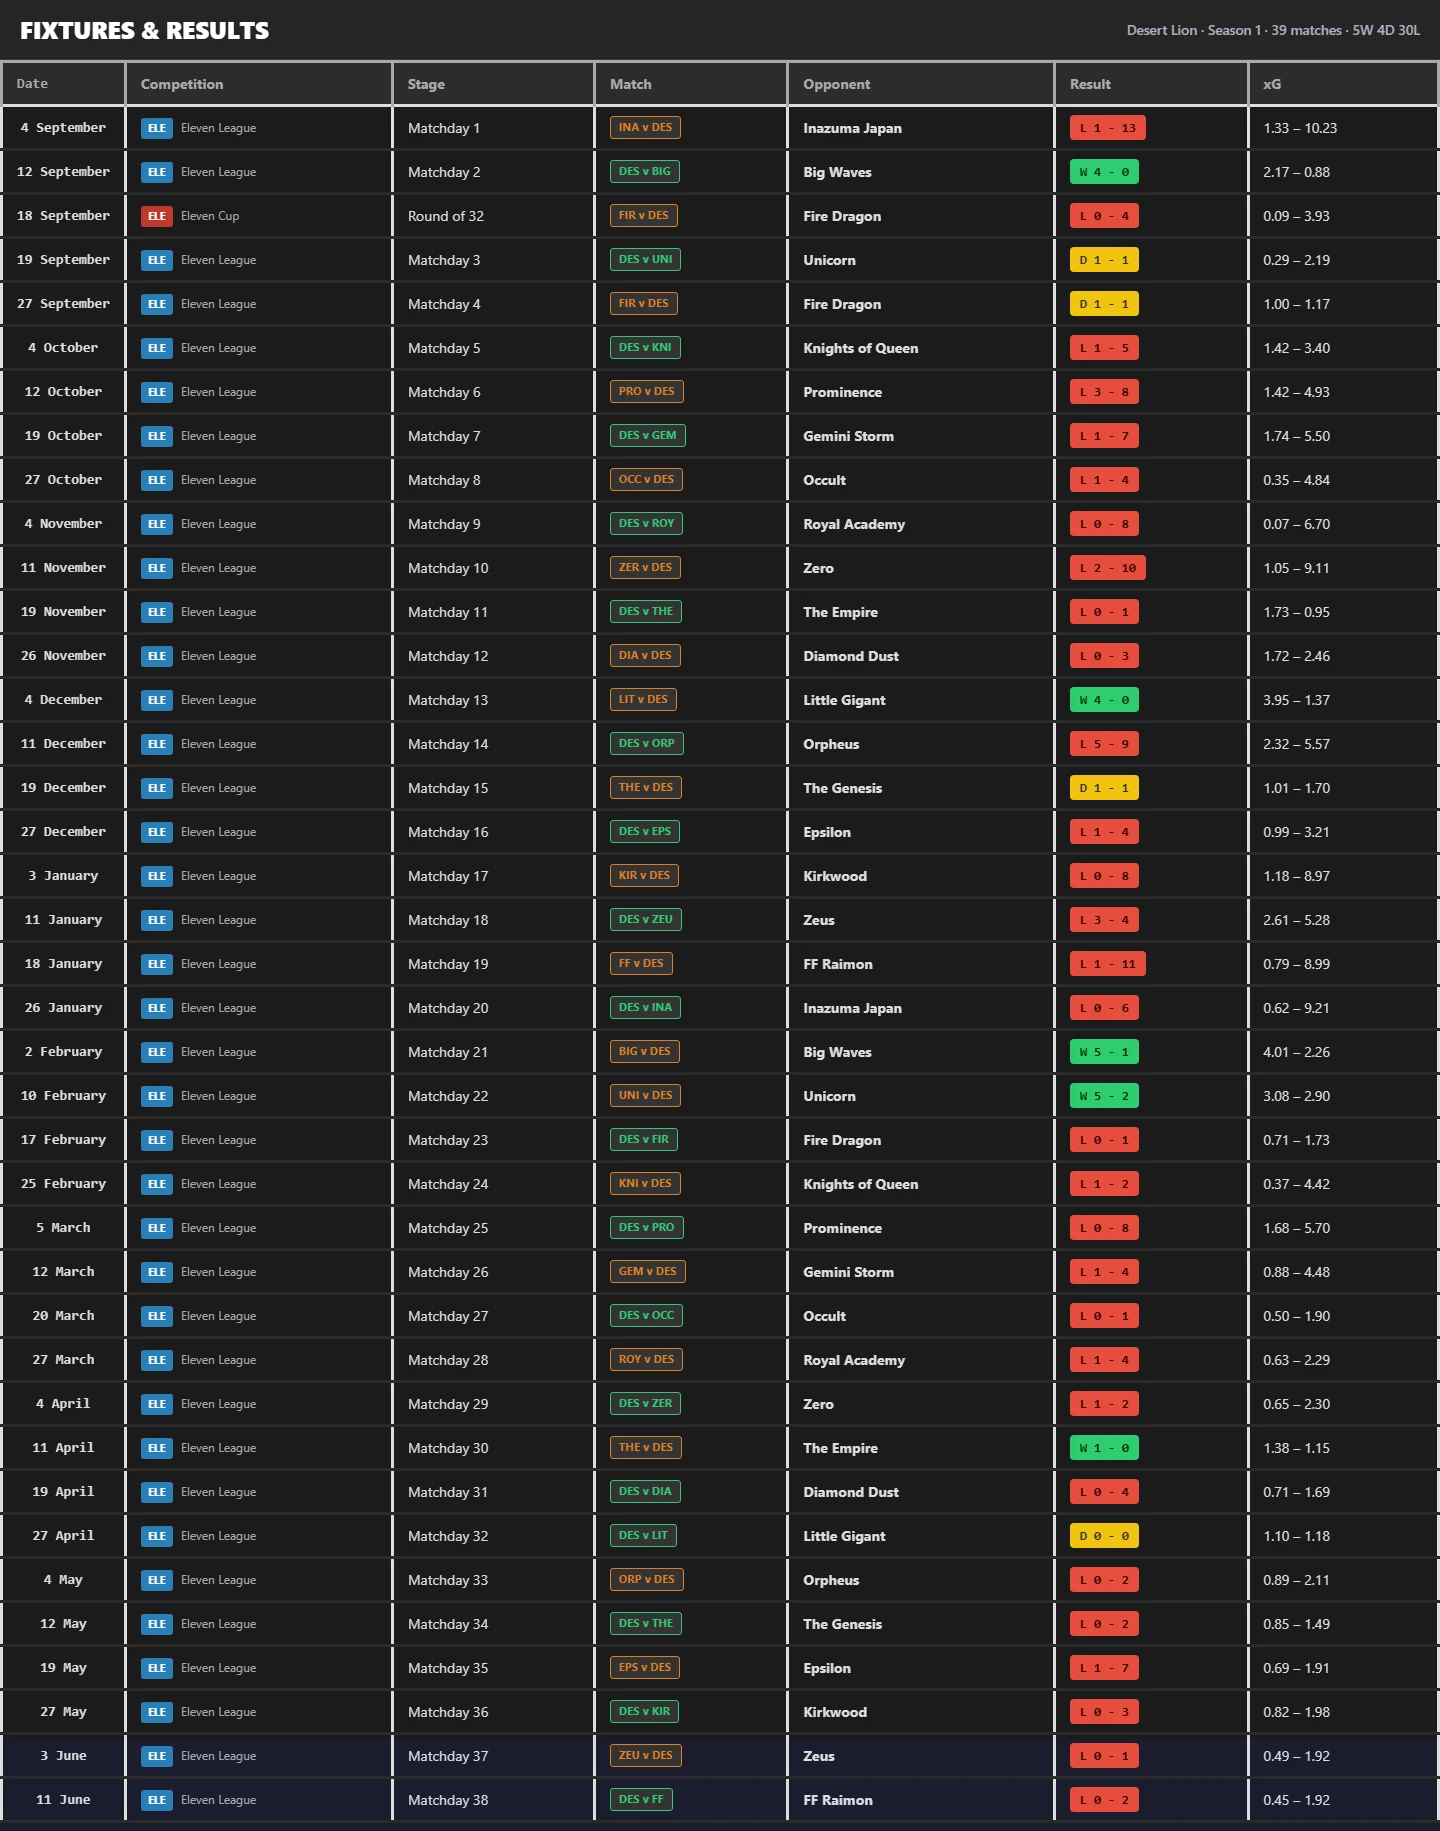 FIXTURES & RESULTS
Desert Lion · Season 1 · 39 matches · 5W 4D 30L
Date Competition Stage Match Opponent Result xG
4 September ELE Eleven League Matchday 1 INA v DES Inazuma Japan L 1 - 13 1.33 – 10.23
12 September ELE Eleven League Matchday 2 DES v BIG Big Waves W 4 - 0 2.17 – 0.88
18 September ELE Eleven Cup Round of 32 FIR v DES Fire Dragon L 0 - 4 0.09 – 3.93
19 September ELE Eleven League Matchday 3 DES v UNI Unicorn D 1 - 1 0.29 – 2.19
27 September ELE Eleven League Matchday 4 FIR v DES Fire Dragon D 1 - 1 1.00 – 1.17
4 October ELE Eleven League Matchday 5 DES v KNI Knights of Queen L 1 - 5 1.42 – 3.40
12 October ELE Eleven League Matchday 6 PRO v DES Prominence L 3 - 8 1.42 – 4.93
19 October ELE Eleven League Matchday 7 DES v GEM Gemini Storm L 1 - 7 1.74 – 5.50
27 October ELE Eleven League Matchday 8 OCC v DES Occult L 1 - 4 0.35 – 4.84
4 November ELE Eleven League Matchday 9 DES v ROY Royal Academy L 0 - 8 0.07 – 6.70
11 November ELE Eleven League Matchday 10 ZER v DES Zero L 2 - 10 1.05 – 9.11
19 November ELE Eleven League Matchday 11 DES v THE The Empire L 0 - 1 1.73 – 0.95
26 November ELE Eleven League Matchday 12 DIA v DES Diamond Dust L 0 - 3 1.72 – 2.46
4 December ELE Eleven League Matchday 13 LIT v DES Little Gigant W 4 - 0 3.95 – 1.37
11 December ELE Eleven League Matchday 14 DES v ORP Orpheus L 5 - 9 2.32 – 5.57
19 December ELE Eleven League Matchday 15 THE v DES The Genesis D 1 - 1 1.01 – 1.70
27 December ELE Eleven League Matchday 16 DES v EPS Epsilon L 1 - 4 0.99 – 3.21
3 January ELE Eleven League Matchday 17 KIR v DES Kirkwood L 0 - 8 1.18 – 8.97
11 January ELE Eleven League Matchday 18 DES v ZEU Zeus L 3 - 4 2.61 – 5.28
18 January ELE Eleven League Matchday 19 FF v DES FF Raimon L 1 - 11 0.79 – 8.99
26 January ELE Eleven League Matchday 20 DES v INA Inazuma Japan L 0 - 6 0.62 – 9.21
2 February ELE Eleven League Matchday 21 BIG v DES Big Waves W 5 - 1 4.01 – 2.26
10 February ELE Eleven League Matchday 22 UNI v DES Unicorn W 5 - 2 3.08 – 2.90
17 February ELE Eleven League Matchday 23 DES v FIR Fire Dragon L 0 - 1 0.71 – 1.73
25 February ELE Eleven League Matchday 24 KNI v DES Knights of Queen L 1 - 2 0.37 – 4.42
5 March ELE Eleven League Matchday 25 DES v PRO Prominence L 0 - 8 1.68 – 5.70
12 March ELE Eleven League Matchday 26 GEM v DES Gemini Storm L 1 - 4 0.88 – 4.48
20 March ELE Eleven League Matchday 27 DES v OCC Occult L 0 - 1 0.50 – 1.90
27 March ELE Eleven League Matchday 28 ROY v DES Royal Academy L 1 - 4 0.63 – 2.29
4 April ELE Eleven League Matchday 29 DES v ZER Zero L 1 - 2 0.65 – 2.30
11 April ELE Eleven League Matchday 30 THE v DES The Empire W 1 - 0 1.38 – 1.15
19 April ELE Eleven League Matchday 31 DES v DIA Diamond Dust L 0 - 4 0.71 – 1.69
27 April ELE Eleven League Matchday 32 DES v LIT Little Gigant D 0 - 0 1.10 – 1.18
4 May ELE Eleven League Matchday 33 ORP v DES Orpheus L 0 - 2 0.89 – 2.11
12 May ELE Eleven League Matchday 34 DES v THE The Genesis L 0 - 2 0.85 – 1.49
19 May ELE Eleven League Matchday 35 EPS v DES Epsilon L 1 - 7 0.69 – 1.91
27 May ELE Eleven League Matchday 36 DES v KIR Kirkwood L 0 - 3 0.82 – 1.98
3 June ELE Eleven League Matchday 37 ZEU v DES Zeus L 0 - 1 0.49 – 1.92
11 June ELE Eleven League Matchday 38 DES v FF FF Raimon L 0 - 2 0.45 – 1.92